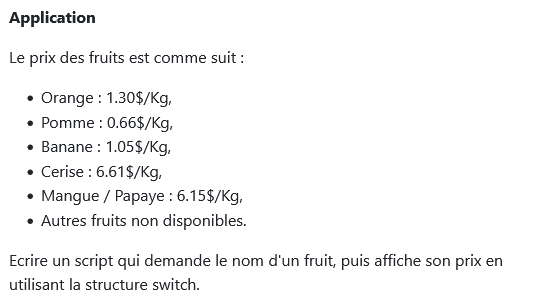 Application
Le prix des fruits est comme suit :
• Orange : 1.30$/Kg,
• Pomme : 0.66$/Kg,
• Banane : 1.05$/Kg,
• Cerise : 6.61$/Kg,
• Mangue / Papaye : 6.15$/Kg,
• Autres fruits non disponibles.
Ecrire un script qui demande le nom d'un fruit, puis affiche son prix en
utilisant la structure switch.